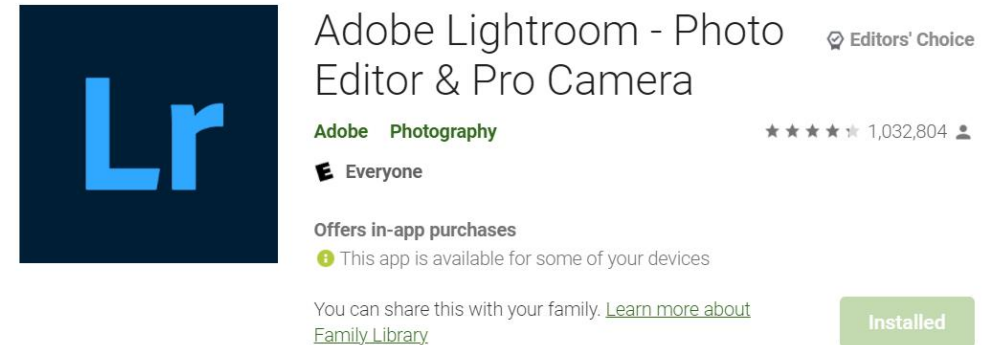 Lr
Adobe Lightroom - Photo
Editor & Pro Camera
Editors' Choice
Adobe Photography
1,032,804
E Everyone
Offers in-app purchases
This app is available for some of your devices
You can share this with your family. Learn more about
Family Library
Installed